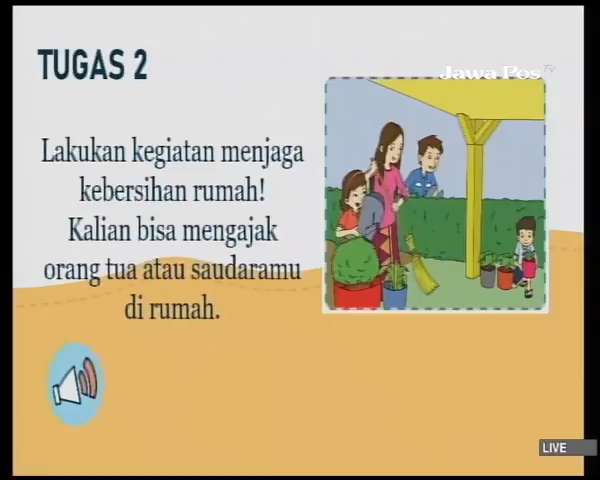 Jawa Pos TV
TUGAS 2
Lakukan kegiatan menjaga
kebersihan rumah!
Kalian bisa mengajak
orang tua atau saudaramu
di rumah.
LIVE